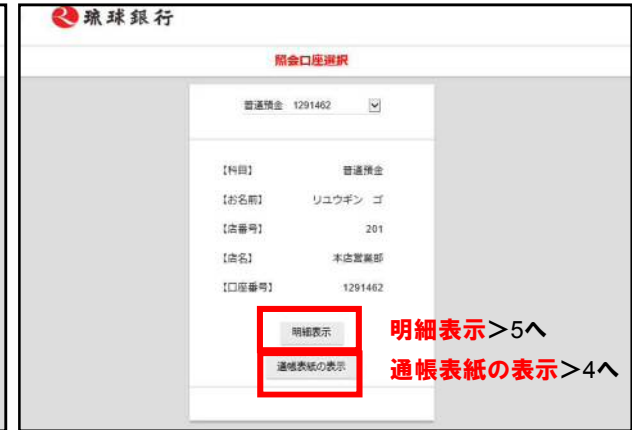 琉球銀行
照会口座選択
普通預金 1291462
【科目】 普通預金
【お名前】 リユウギン ゴ
【店番号】 201
【店名】 本店営業部
【口座番号】 1291462
明細表示 明細表示>5へ
通帳表紙の表示 通帳表紙の表示>4へ